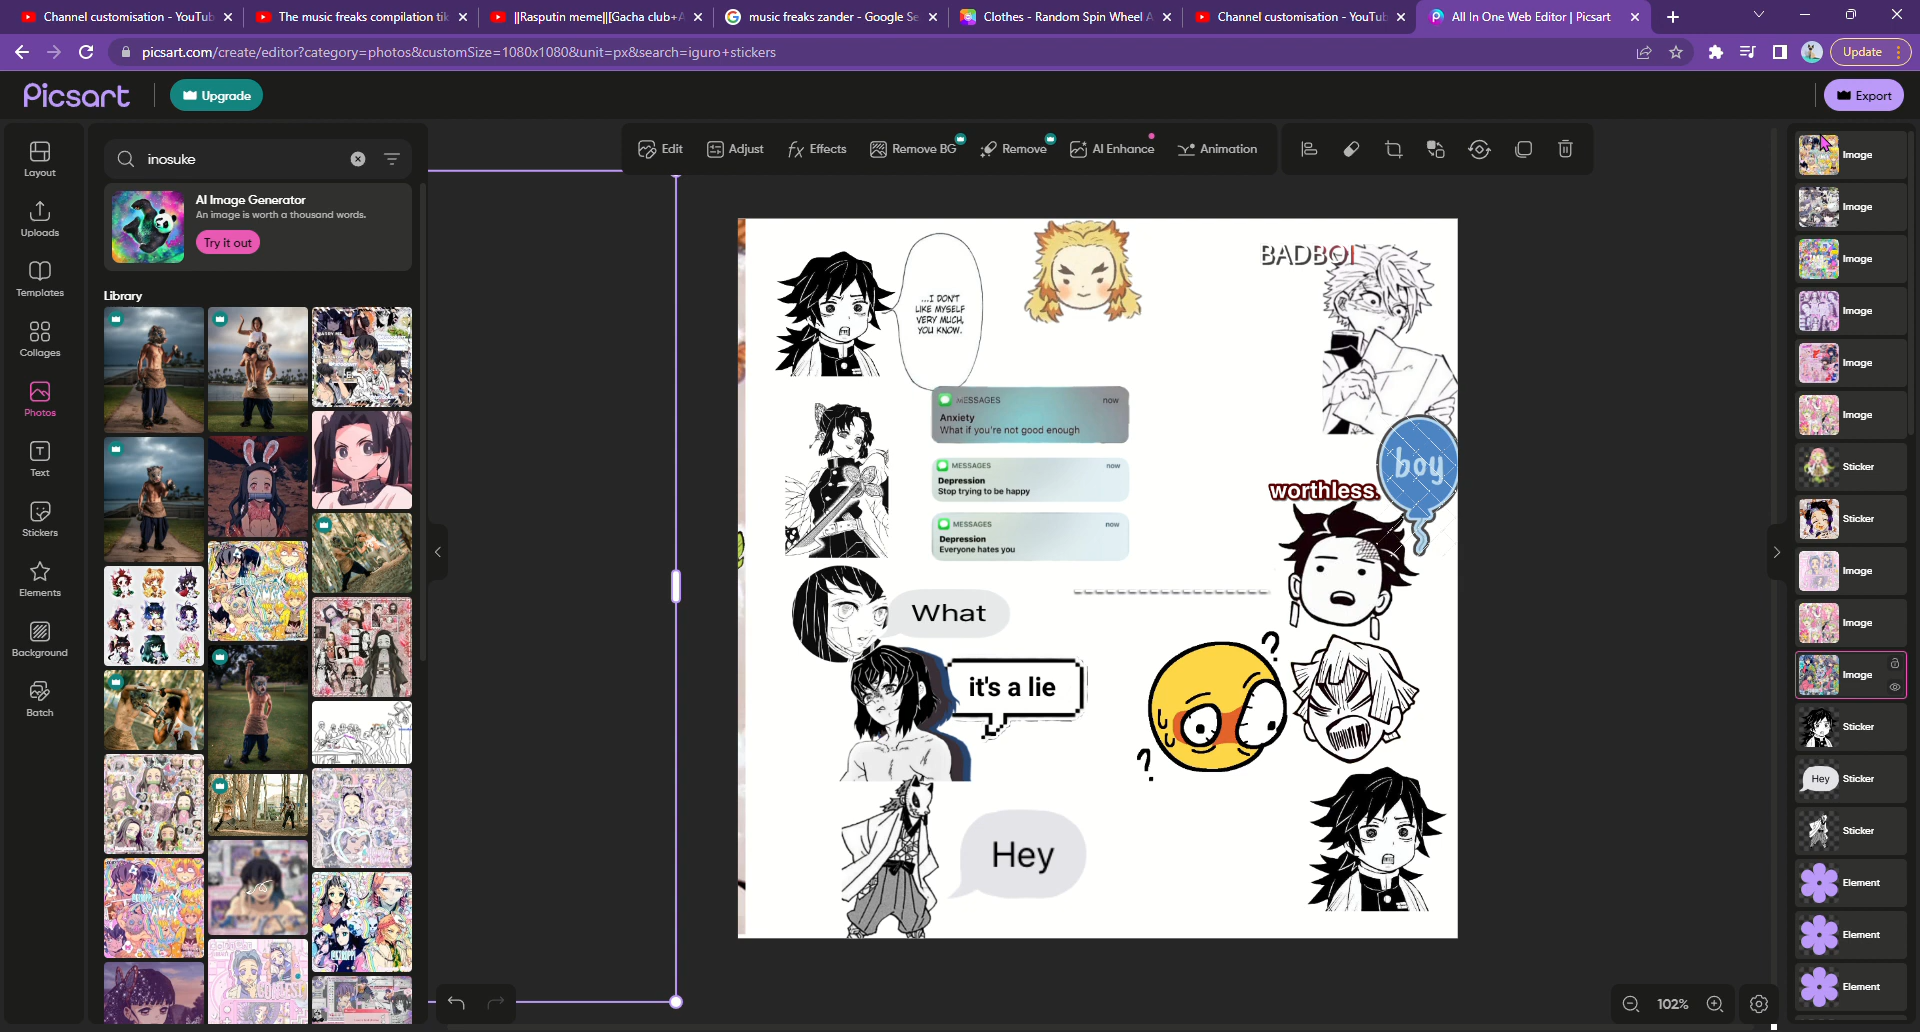 Channel customisation - YouTub
The music freaks compilation tik
||Rasputin meme||[Gacha club+A
music freaks zander - Google Se
Clothes - Random Spin Wheel A
Channel customisation - YouTub
All In One Web Editor | Picsart
picsart.com/create/editor?category=photos&customSize=1080x1080&unit=px&search=iguro+stickers
Update
Picsart
Upgrade
Export
Layout
Uploads
Templates
Collages
Photos
Text
Stickers
Elements
Background
Batch
inosuke
AI Image Generator
An image is worth a thousand words.
Try it out
Library
Edit
Adjust
Effects
Remove BG
Remove
AI Enhance
Animation
...I DON'T
LIKE MYSELF
VERY MUCH,
YOU KNOW.
BADBOI
MESSAGES
now
Anxiety
What if you're not good enough
MESSAGES
now
Depression
Stop trying to be happy
MESSAGES
now
Depression
Everyone hates you
boy
worthless.
What
it's a lie
? ?
Hey
Image
Image
Image
Image
Image
Image
Sticker
Sticker
Image
Image
Image
Sticker
Hey
Sticker
Sticker
Element
Element
Element
102%